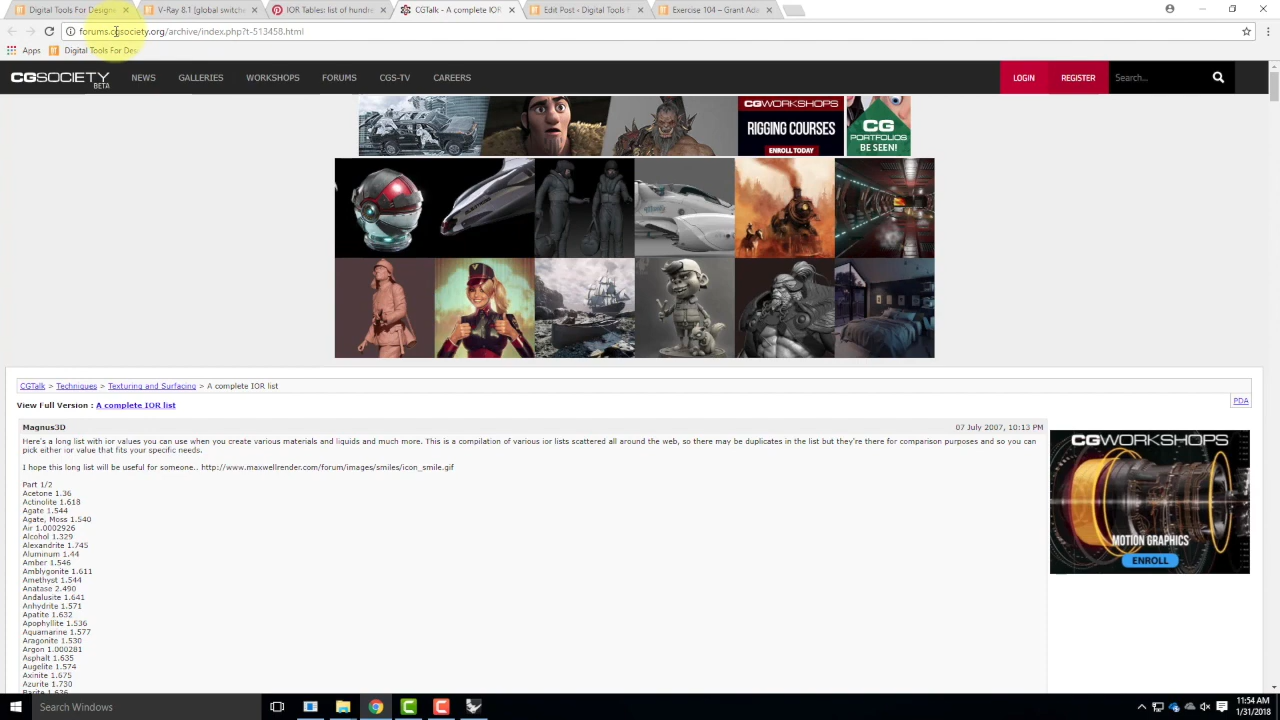 Digital Tools For Designe
V-Ray 8.1 (global switche
IOR Tables: list of hundre
CGTalk - A complete IOR
Edit Post ‹ Digital Tools F
Exercise 104 – Grant Ada
forums.cgsociety.org/archive/index.php?t-513458.html
Apps
Digital Tools For Des
CGSOCIETY
BETA
NEWS
GALLERIES
WORKSHOPS
FORUMS
CGS-TV
CAREERS
LOGIN
REGISTER
Search...
CGWORKSHOPS
RIGGING COURSES
ENROLL TODAY
CG
PORTFOLIOS
BE SEEN!
CGTalk > Techniques > Texturing and Surfacing > A complete IOR list
View Full Version : A complete IOR list
PDA
Magnus3D
07 July 2007, 10:13 PM
Here's a long list with ior values you can use when you create various materials and liquids and much more. This is a compilation of various ior lists scattered all around the web, so there may be duplicates in the list but they're there for comparison purposes and so you can
pick either ior value that fits your specific needs.
I hope this long list will be useful for someone.. http://www.maxwellrender.com/forum/images/smiles/icon_smile.gif
Part 1/2
Acetone 1.36
Actinolite 1.618
Agate 1.544
Agate, Moss 1.540
Air 1.0002926
Alcohol 1.329
Alexandrite 1.745
Aluminum 1.44
Amber 1.546
Amblygonite 1.611
Amethyst 1.544
Anatase 2.490
Andalusite 1.641
Anhydrite 1.571
Apatite 1.632
Apophyllite 1.536
Aquamarine 1.577
Aragonite 1.530
Argon 1.000281
Asphalt 1.635
Augelite 1.574
Axinite 1.675
Azurite 1.730
Barite 1.636
CGWORKSHOPS
MOTION GRAPHICS
ENROLL
Search Windows
11:54 AM
1/31/2018